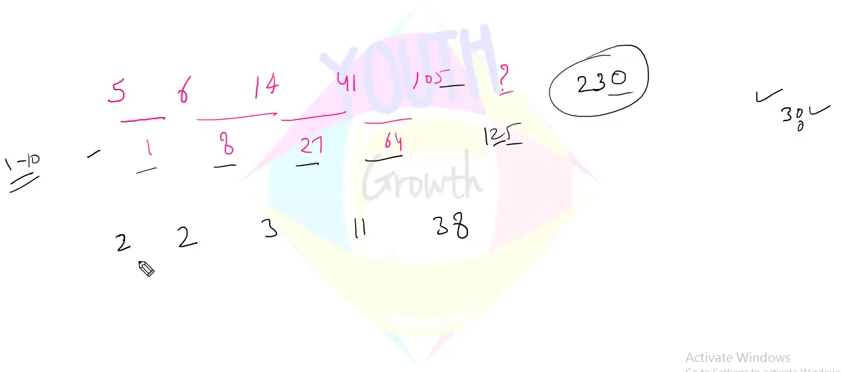 YOUTH
5 6 14 41 105 ? 230
1 8 27 64 125
1-10
Growth
2 2 3 11 38
Activate Windows